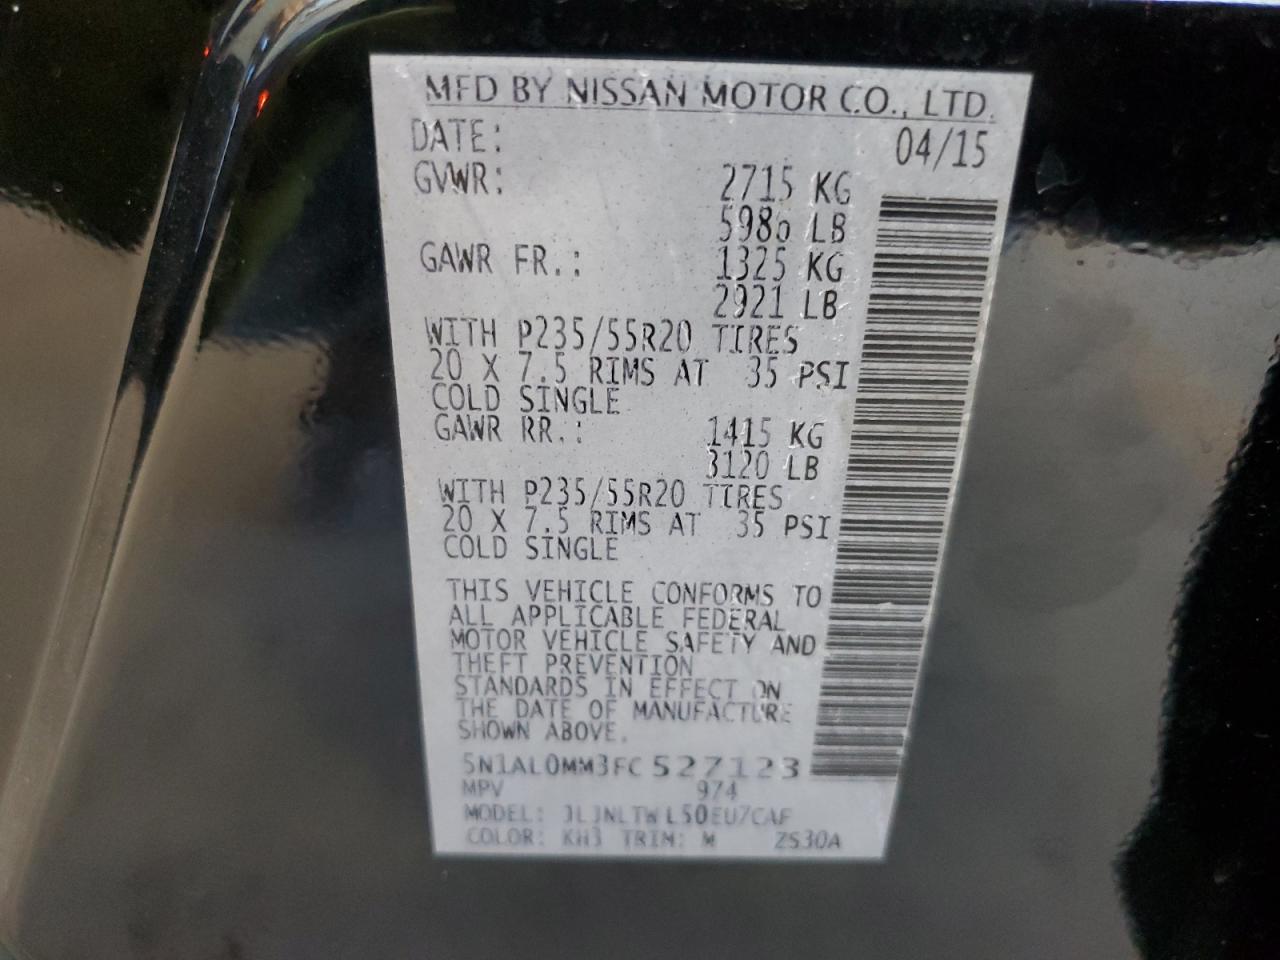 MFD BY NISSAN MOTOR CO., LTD.
DATE: 04/15
GVWR: 2715 KG
5986 LB
GAWR FR.: 1325 KG
2921 LB
WITH P235/55R20 TIRES
20 X 7.5 RIMS AT 35 PSI
COLD SINGLE
GAWR RR.: 1415 KG
3120 LB
WITH P235/55R20 TIRES
20 X 7.5 RIMS AT 35 PSI
COLD SINGLE
THIS VEHICLE CONFORMS TO
ALL APPLICABLE FEDERAL
MOTOR VEHICLE SAFETY AND
THEFT PREVENTION
STANDARDS IN EFFECT ON
THE DATE OF MANUFACTURE
SHOWN ABOVE.
5N1AL0MM3FC527123
MPV 974
MODEL: L50EU7CAF
COLOR: KH3 TRIM: M ZS30A